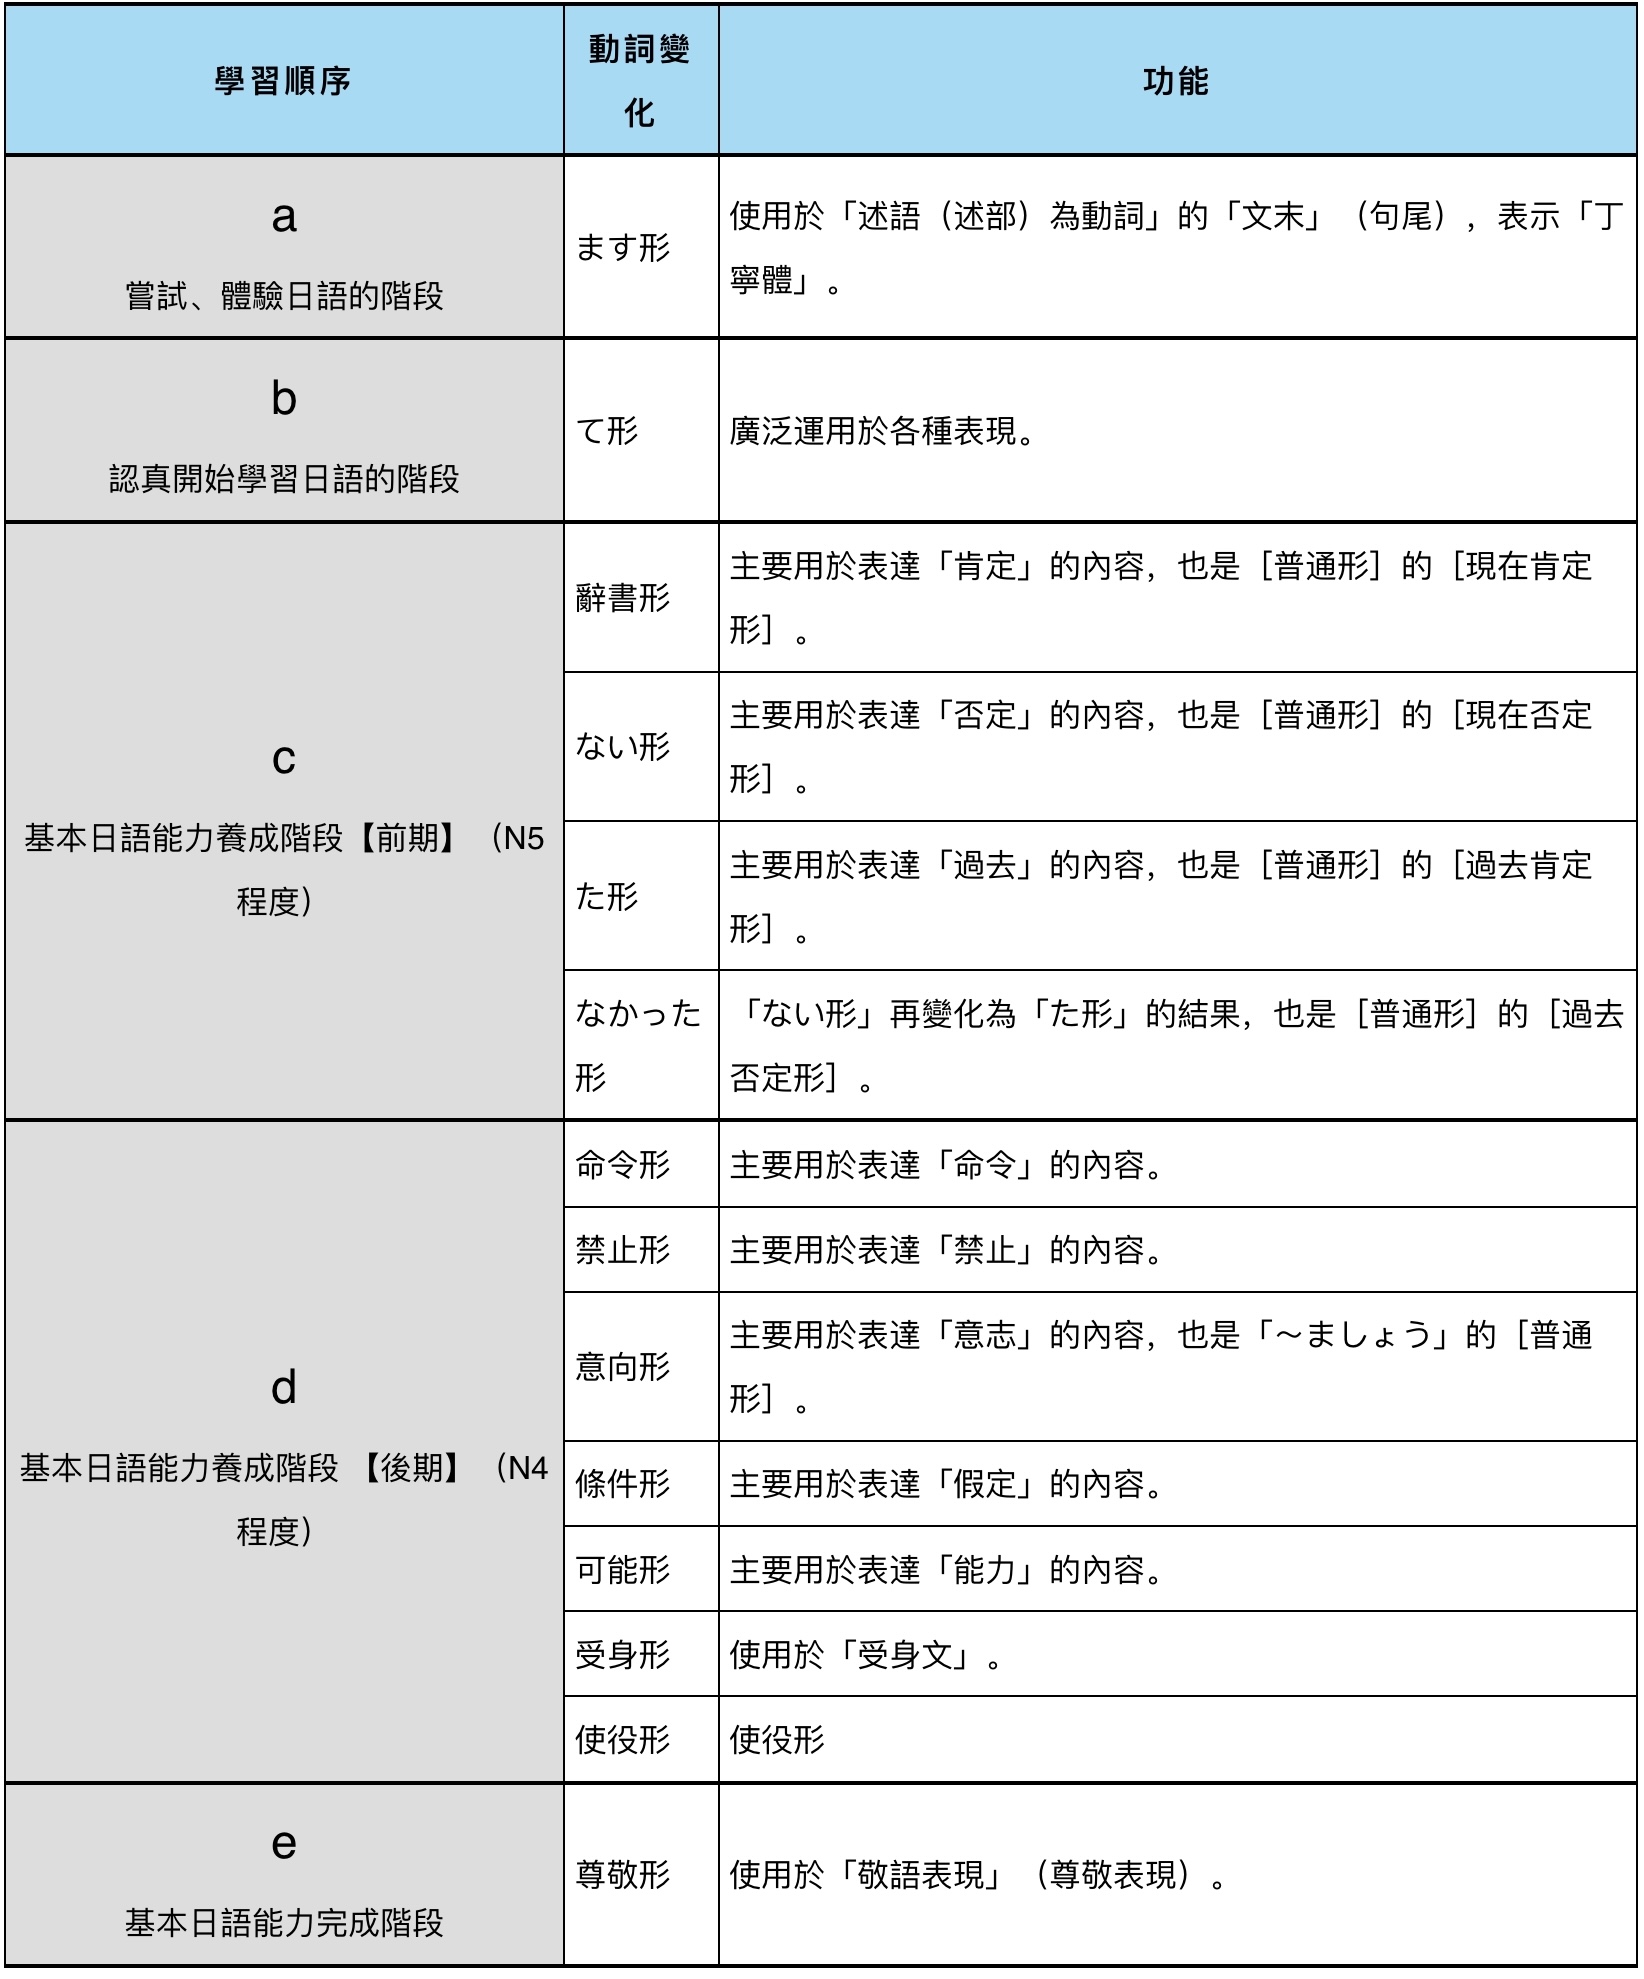 學習順序
動詞變
化
功能
a
嘗試、體驗日語的階段
ます形
使用於「述語（述部）為動詞」的「文末」（句尾），表示「丁
寧體」。
b
認真開始學習日語的階段
て形
廣泛運用於各種表現。
c
基本日語能力養成階段【前期】（N5
程度）
辭書形
主要用於表達「肯定」的內容，也是［普通形］的［現在肯定
形］。
ない形
主要用於表達「否定」的內容，也是［普通形］的［現在否定
形］。
た形
主要用於表達「過去」的內容，也是［普通形］的［過去肯定
形］。
なかった
形
「ない形」再變化為「た形」的結果，也是［普通形］的［過去
否定形］。
d
基本日語能力養成階段 【後期】（N4
程度）
命令形
主要用於表達「命令」的內容。
禁止形
主要用於表達「禁止」的內容。
意向形
主要用於表達「意志」的內容，也是「～ましょう」的［普通
形］。
條件形
主要用於表達「假定」的內容。
可能形
主要用於表達「能力」的內容。
受身形
使用於「受身文」。
使役形
使役形
e
基本日語能力完成階段
尊敬形
使用於「敬語表現」（尊敬表現）。